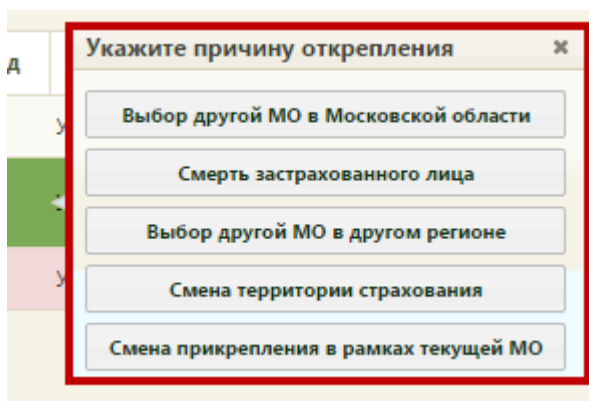 Укажите причину открепления
д
Выбор другой МО в Московской области
У
Смерть застрахованного лица
Выбор другой МО в другом регионе
У
Смена территории страхования
Смена прикрепления в рамках текущей МО